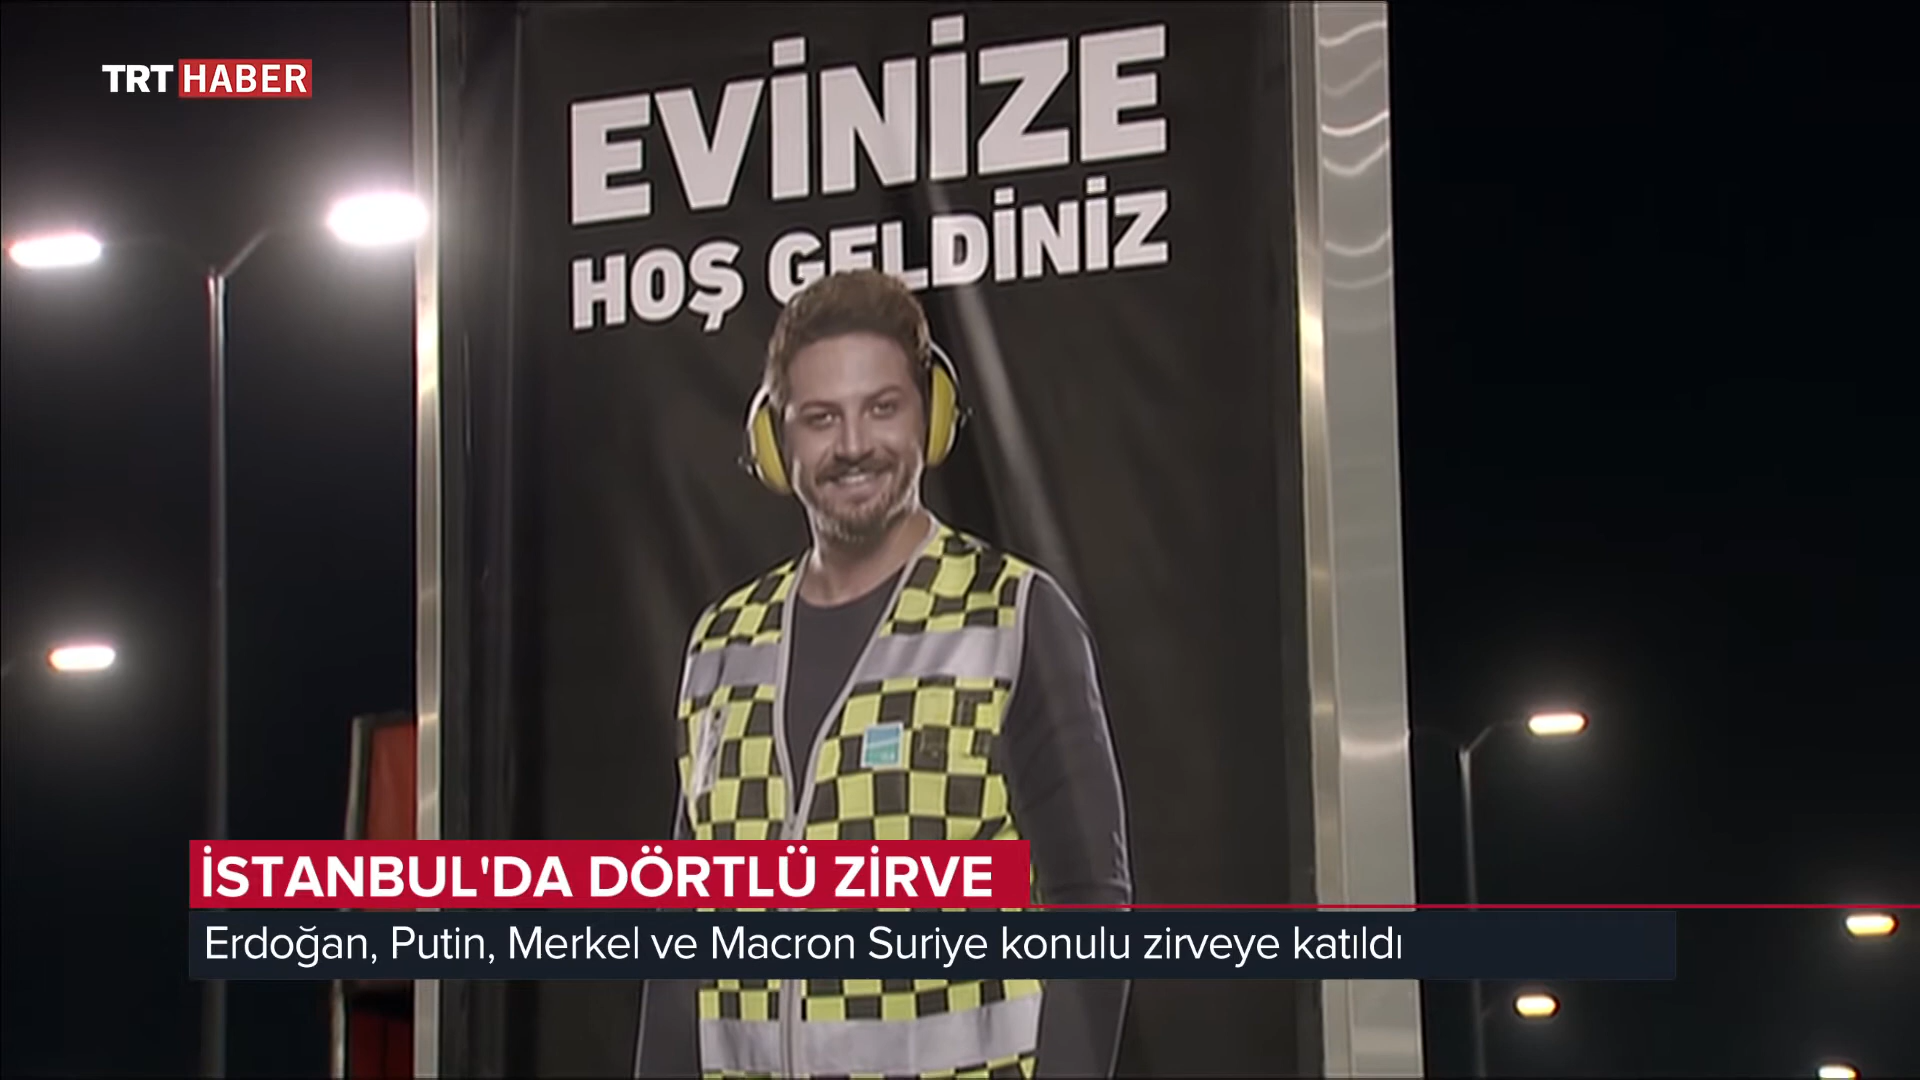 TRT HABER
EVİNİZE
HOŞ GELDİNİZ
İSTANBUL'DA DÖRTLÜ ZİRVE
Erdoğan, Putin, Merkel ve Macron Suriye konulu zirveye katıldı